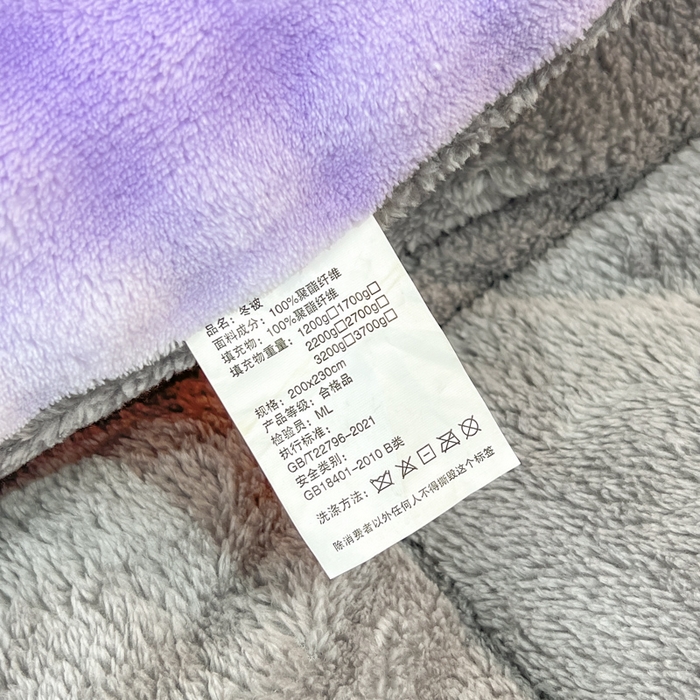 品名：冬被
面料成分：100%聚酯纤维
填充物：100%聚酯纤维
填充物重量：1200g□1700g□
2200g□2700g□
3200g□3700g□
规格：200x230cm
产品等级：合格品
检验员：ML
执行标准：
GB/T22796-2021
安全类别：
GB18401-2010 B类
洗涤方法：
除消费者以外任何人不得撕毁这个标签